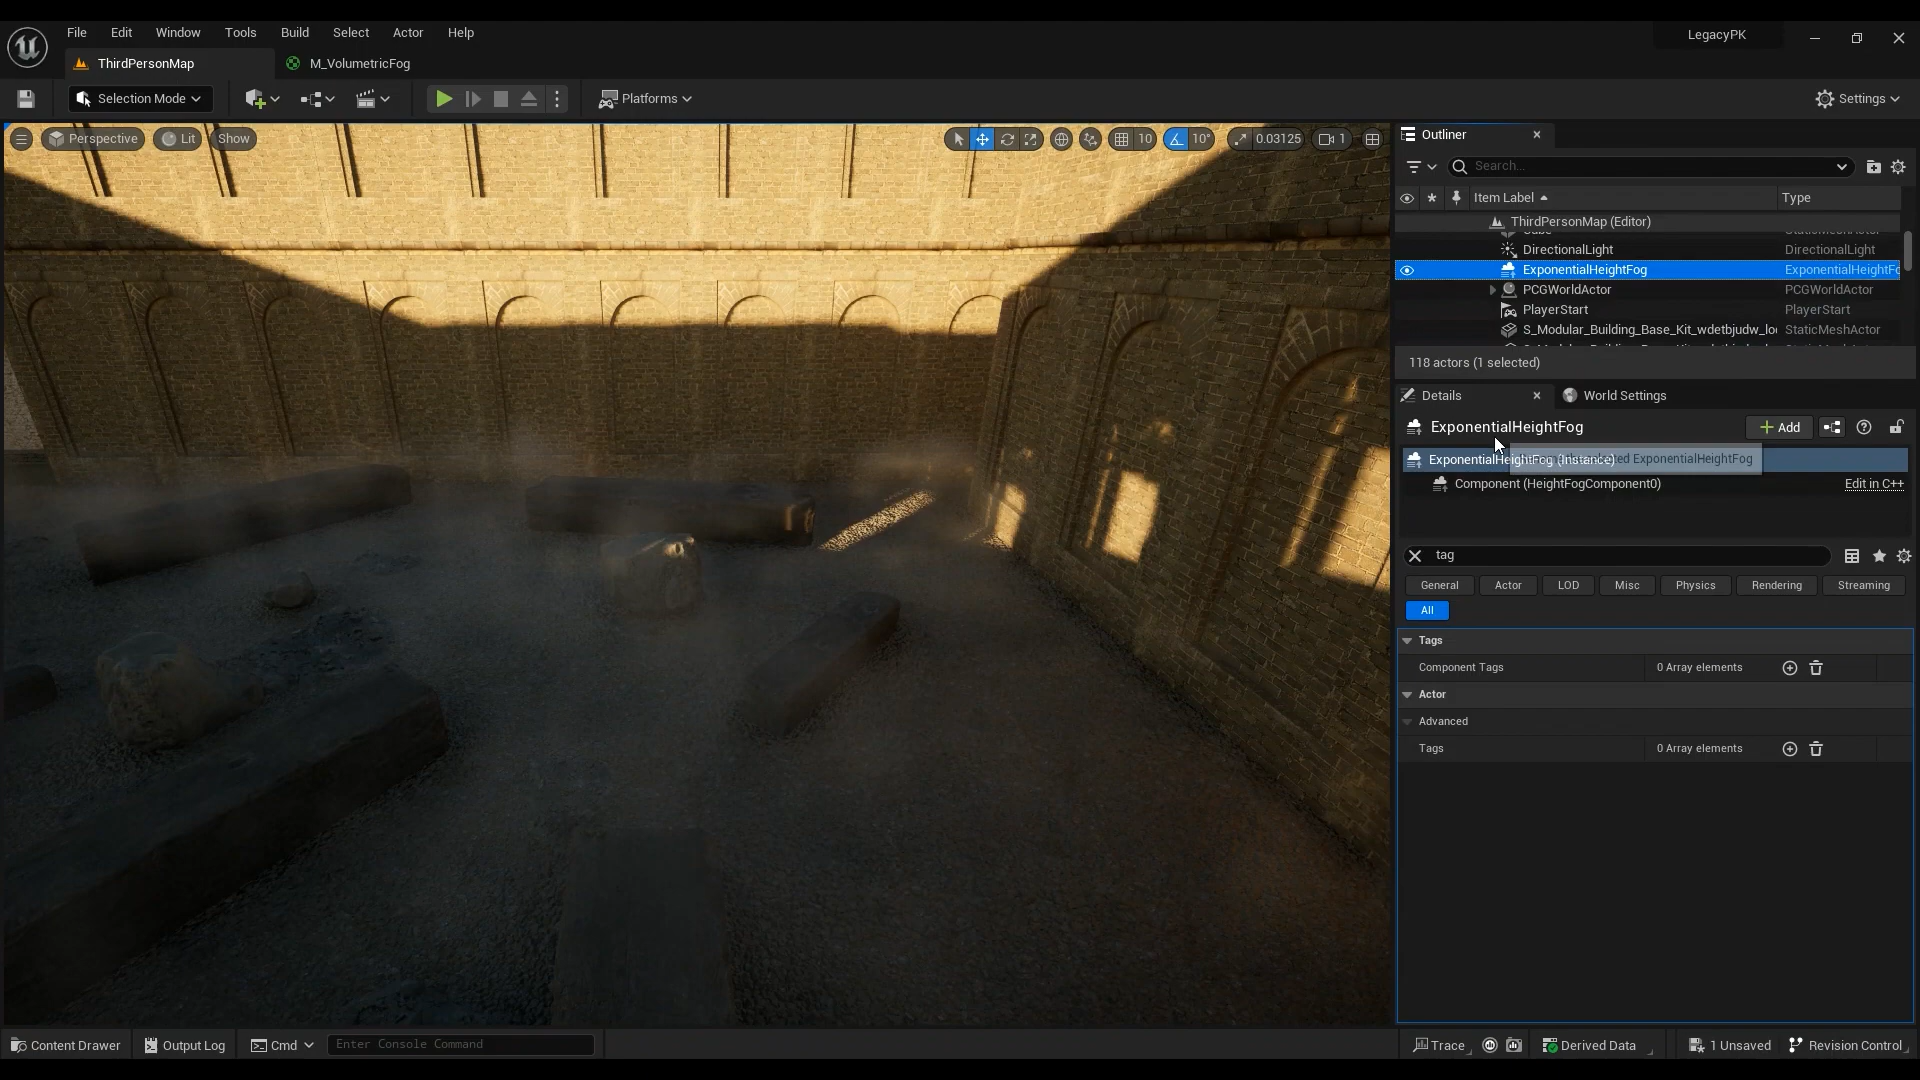 File Edit Window Tools Build Select Actor Help
LegacyPK
ThirdPersonMap
M_VolumetricFog
Selection Mode
Platforms
Settings
Perspective
Lit
Show
10
10°
0.03125
1
Outliner
Search...
Item Label
Type
ThirdPersonMap (Editor)
Cube StaticMeshActor
DirectionalLight DirectionalLight
ExponentialHeightFog ExponentialHeightFo
PCGWorldActor PCGWorldActor
PlayerStart PlayerStart
S_Modular_Building_Base_Kit_wdetbjudw_lo StaticMeshActor
118 actors (1 selected)
Details
World Settings
ExponentialHeightFog
Add
ExponentialHeightFog (Instance)
ExponentialHeightFog
Component (HeightFogComponent0)
Edit in C++
tag
General Actor LOD Misc Physics Rendering Streaming
All
Tags
Component Tags 0 Array elements
Actor
Advanced
Tags 0 Array elements
Content Drawer
Output Log
Cmd
Enter Console Command
Trace
Derived Data
1 Unsaved
Revision Control